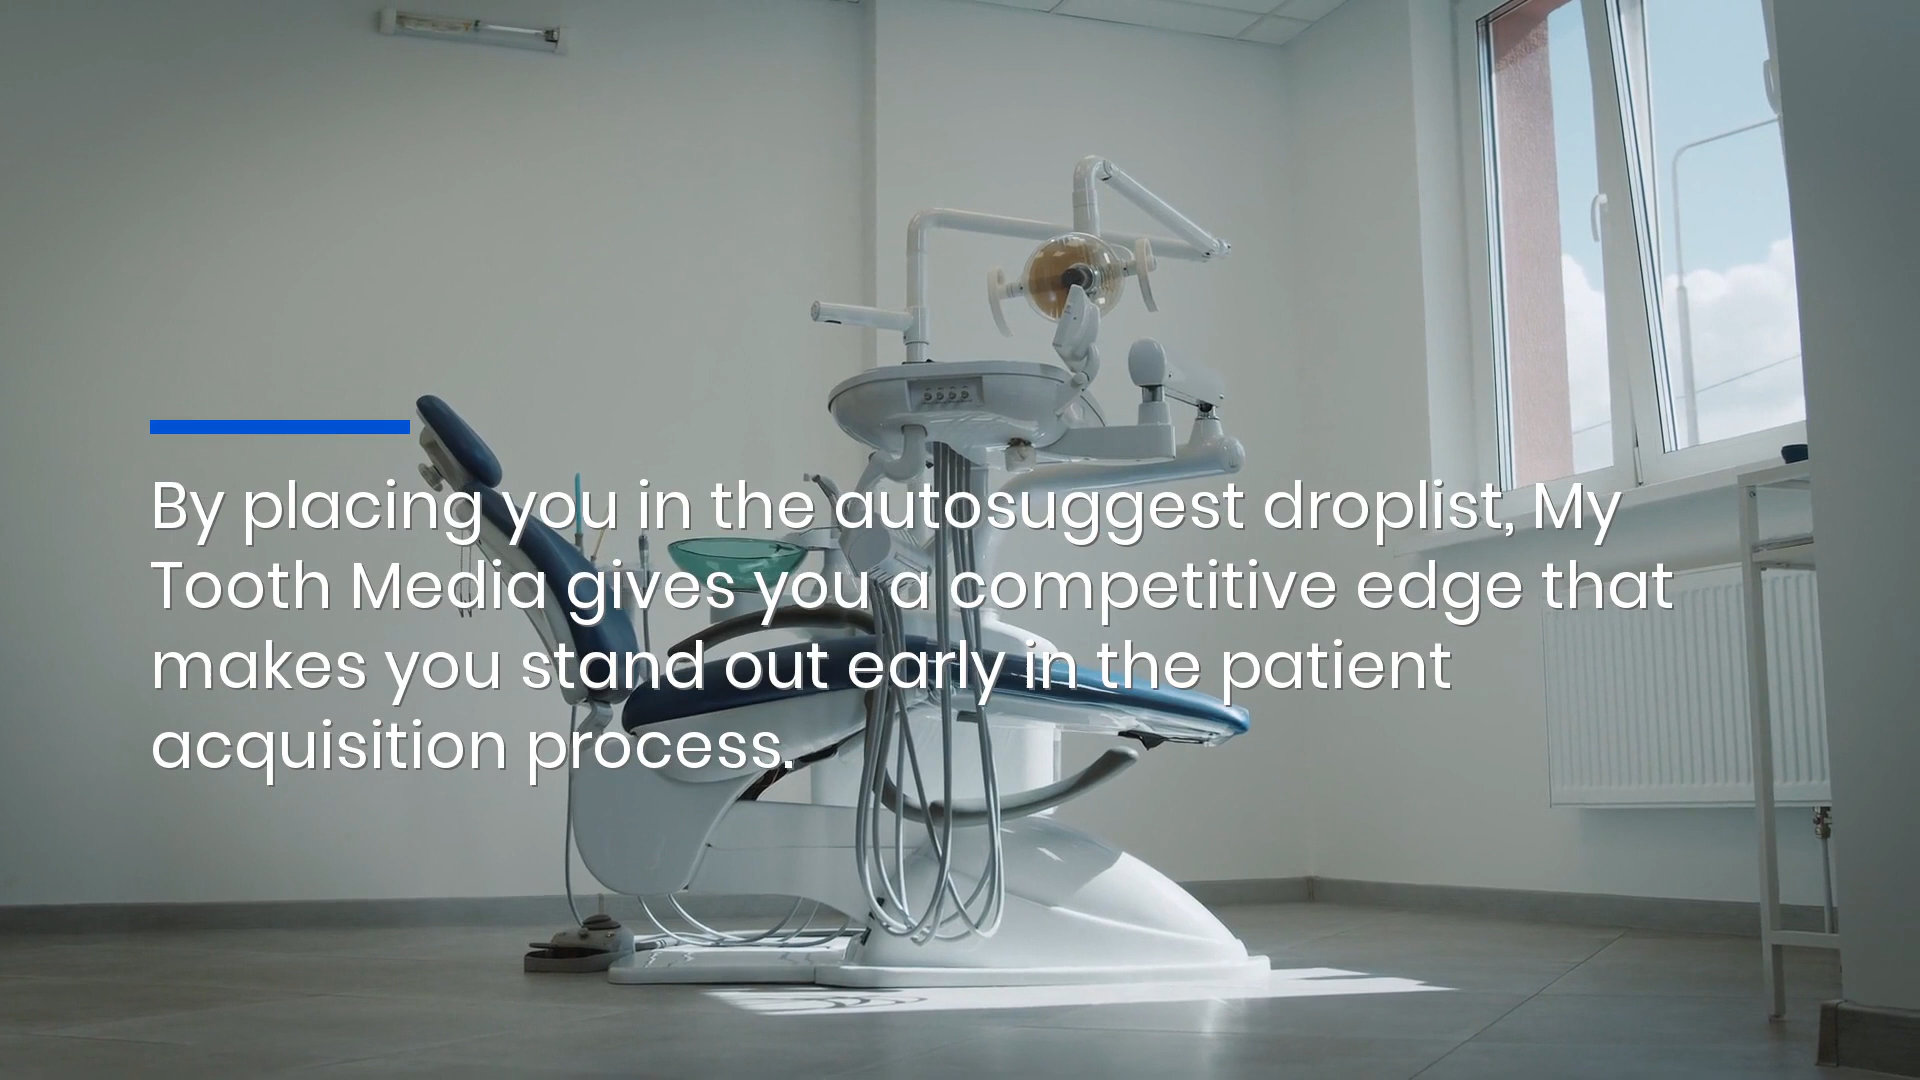 By placing you in the autosuggest droplist, My
Tooth Media gives you a competitive edge that
makes you stand out early in the patient
acquisition process.